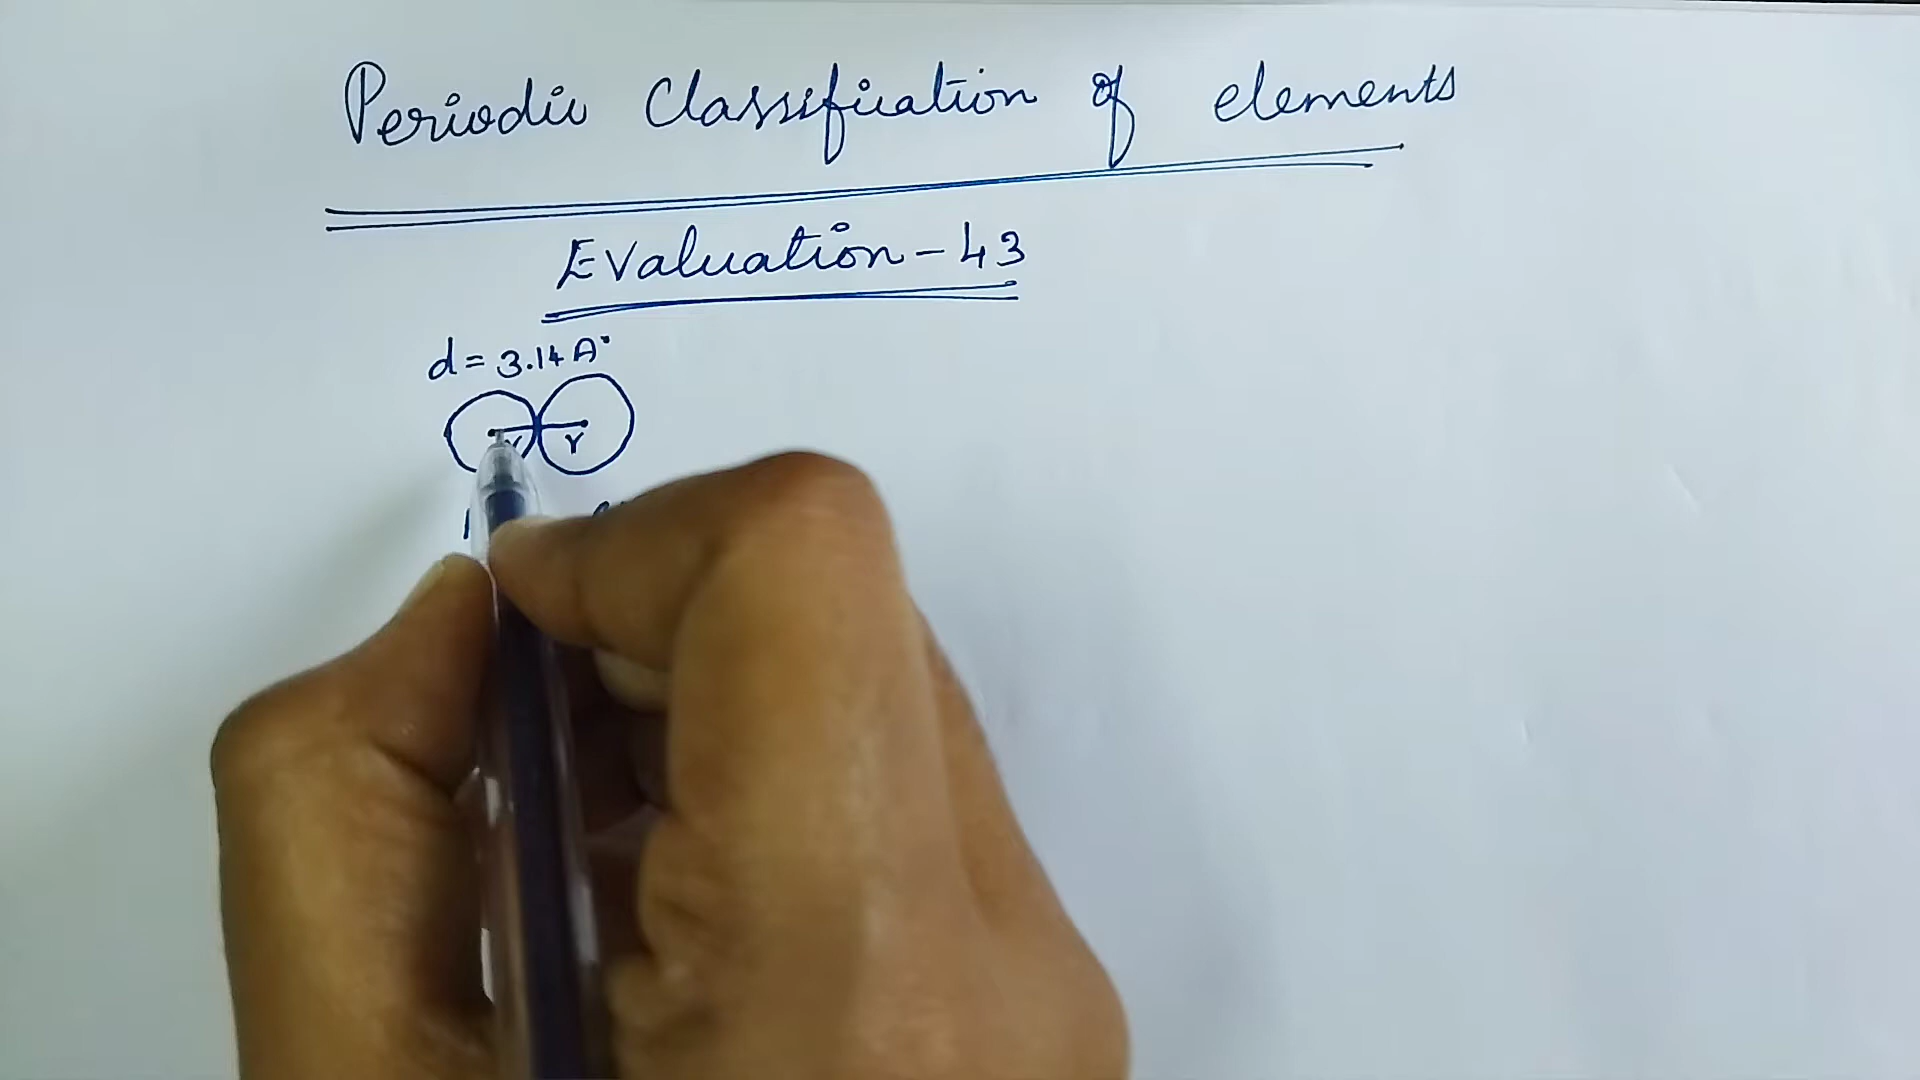 Periodic Classification of elements
Evaluation - 43
d = 3.14 A°
r r